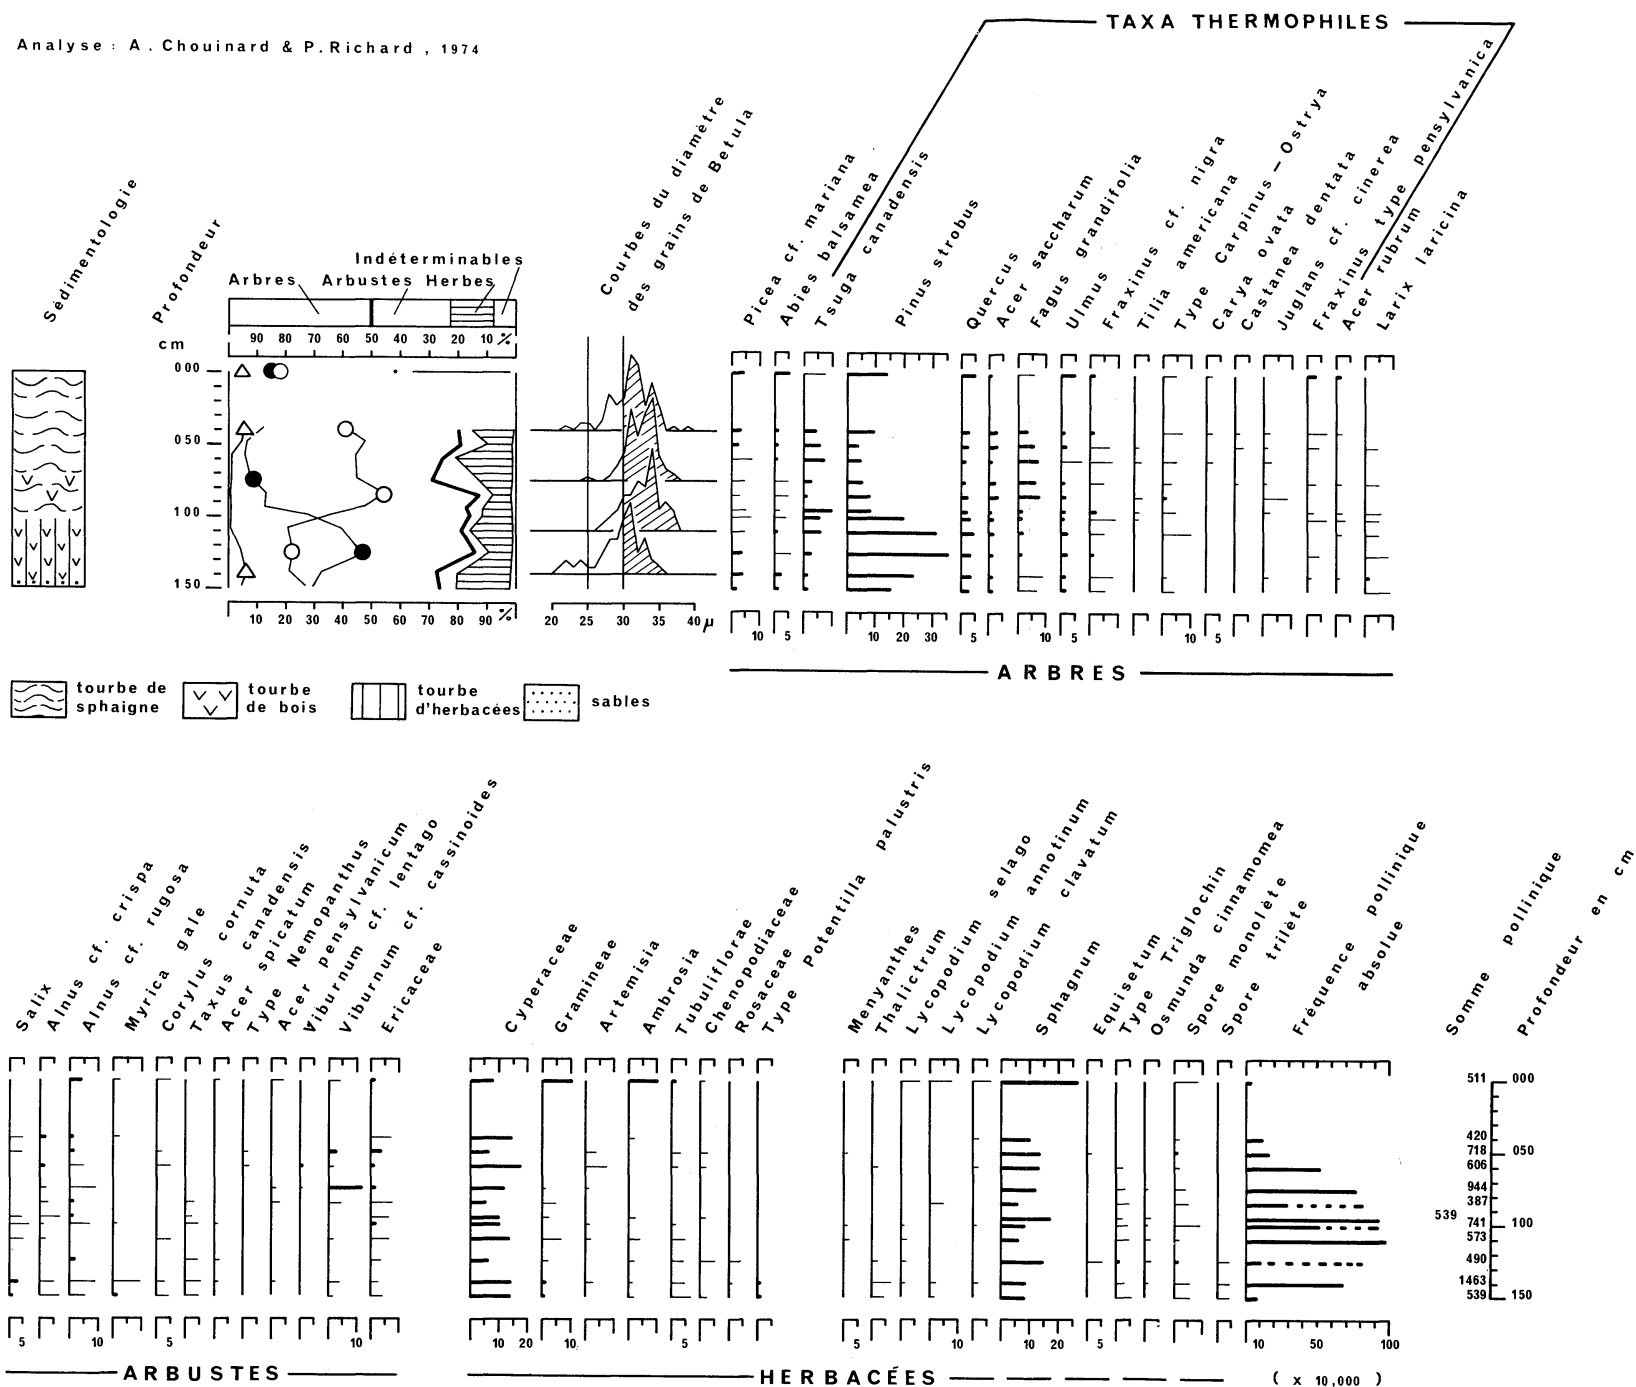 TAXA THERMOPHILES
Analyse : A. Chouinard & P. Richard , 1974
Sédimentologie
Profondeur
cm
Arbres
Arbustes
Herbes
Indéterminables
Courbes du diamètre
des grains de Betula
Picea cf. mariana
Abies balsamea
Tsuga canadensis
Pinus strobus
Quercus
Acer saccharum
Fagus grandifolia
Ulmus
Fraxinus cf. nigra
Tilia americana
Type Carpinus — Ostrya
Carya ovata
Castanea dentata
Juglans cf. cinerea
Fraxinus type pensylvanica
Acer rubrum
Larix laricina
90 80 70 60 50 40 30 20 10 %
000
050
100
150
10 20 30 40 50 60 70 80 90 %
20 25 30 35 40 µ
10 5 10 20 30 5 10 5 10 5
ARBRES
tourbe de
sphaigne
tourbe
de bois
tourbe
d'herbacées
sables
Salix
Alnus cf. crispa
Alnus cf. rugosa
Myrica gale
Corylus cornuta
Taxus canadensis
Acer spicatum
Type Nemopanthus
Acer pensylvanicum
Viburnum cf. lentago
Viburnum cf. cassinoides
Ericaceae
Cyperaceae
Gramineae
Artemisia
Ambrosia
Tubuliflorae
Chenopodiaceae
Rosaceae
Type Potentilla palustris
Menyanthes
Thalictrum
Lycopodium selago
Lycopodium annotinum
Lycopodium clavatum
Sphagnum
Equisetum
Type Triglochin
Osmunda cinnamomea
Spore monolète
Spore trilète
Fréquence pollinique
absolue
Somme pollinique
Profondeur en cm
511 000
420
718 050
606
944
387
539
741 100
573
490
1463
539 150
5 10 5 10
10 20 10 5
5 10 10 20 5
10 50 100
ARBUSTES
HERBACÉES
( x 10,000 )